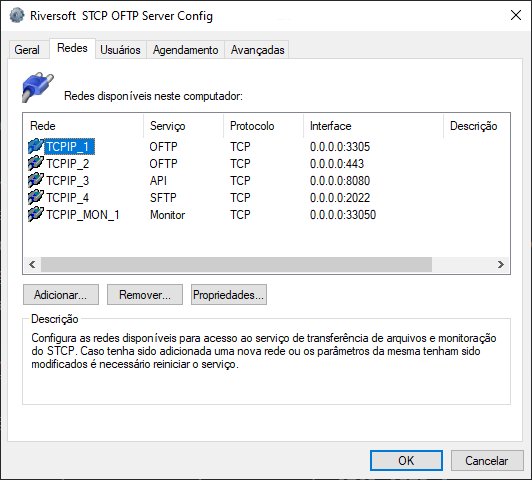 Riversoft STCP OFTP Server Config
Geral Redes Usuários Agendamento Avançadas
Redes disponíveis neste computador:
Rede Serviço Protocolo Interface Descrição
TCPIP_1 OFTP TCP 0.0.0.0:3305
TCPIP_2 OFTP TCP 0.0.0.0:443
TCPIP_3 API TCP 0.0.0.0:8080
TCPIP_4 SFTP TCP 0.0.0.0:2022
TCPIP_MON_1 Monitor TCP 0.0.0.0:33050
Adicionar... Remover... Propriedades...
Descrição
Configura as redes disponíveis para acesso ao serviço de transferência de arquivos e monitoração
do STCP. Caso tenha sido adicionada uma nova rede ou os parâmetros da mesma tenham sido
modificados é necessário reiniciar o serviço.
OK Cancelar